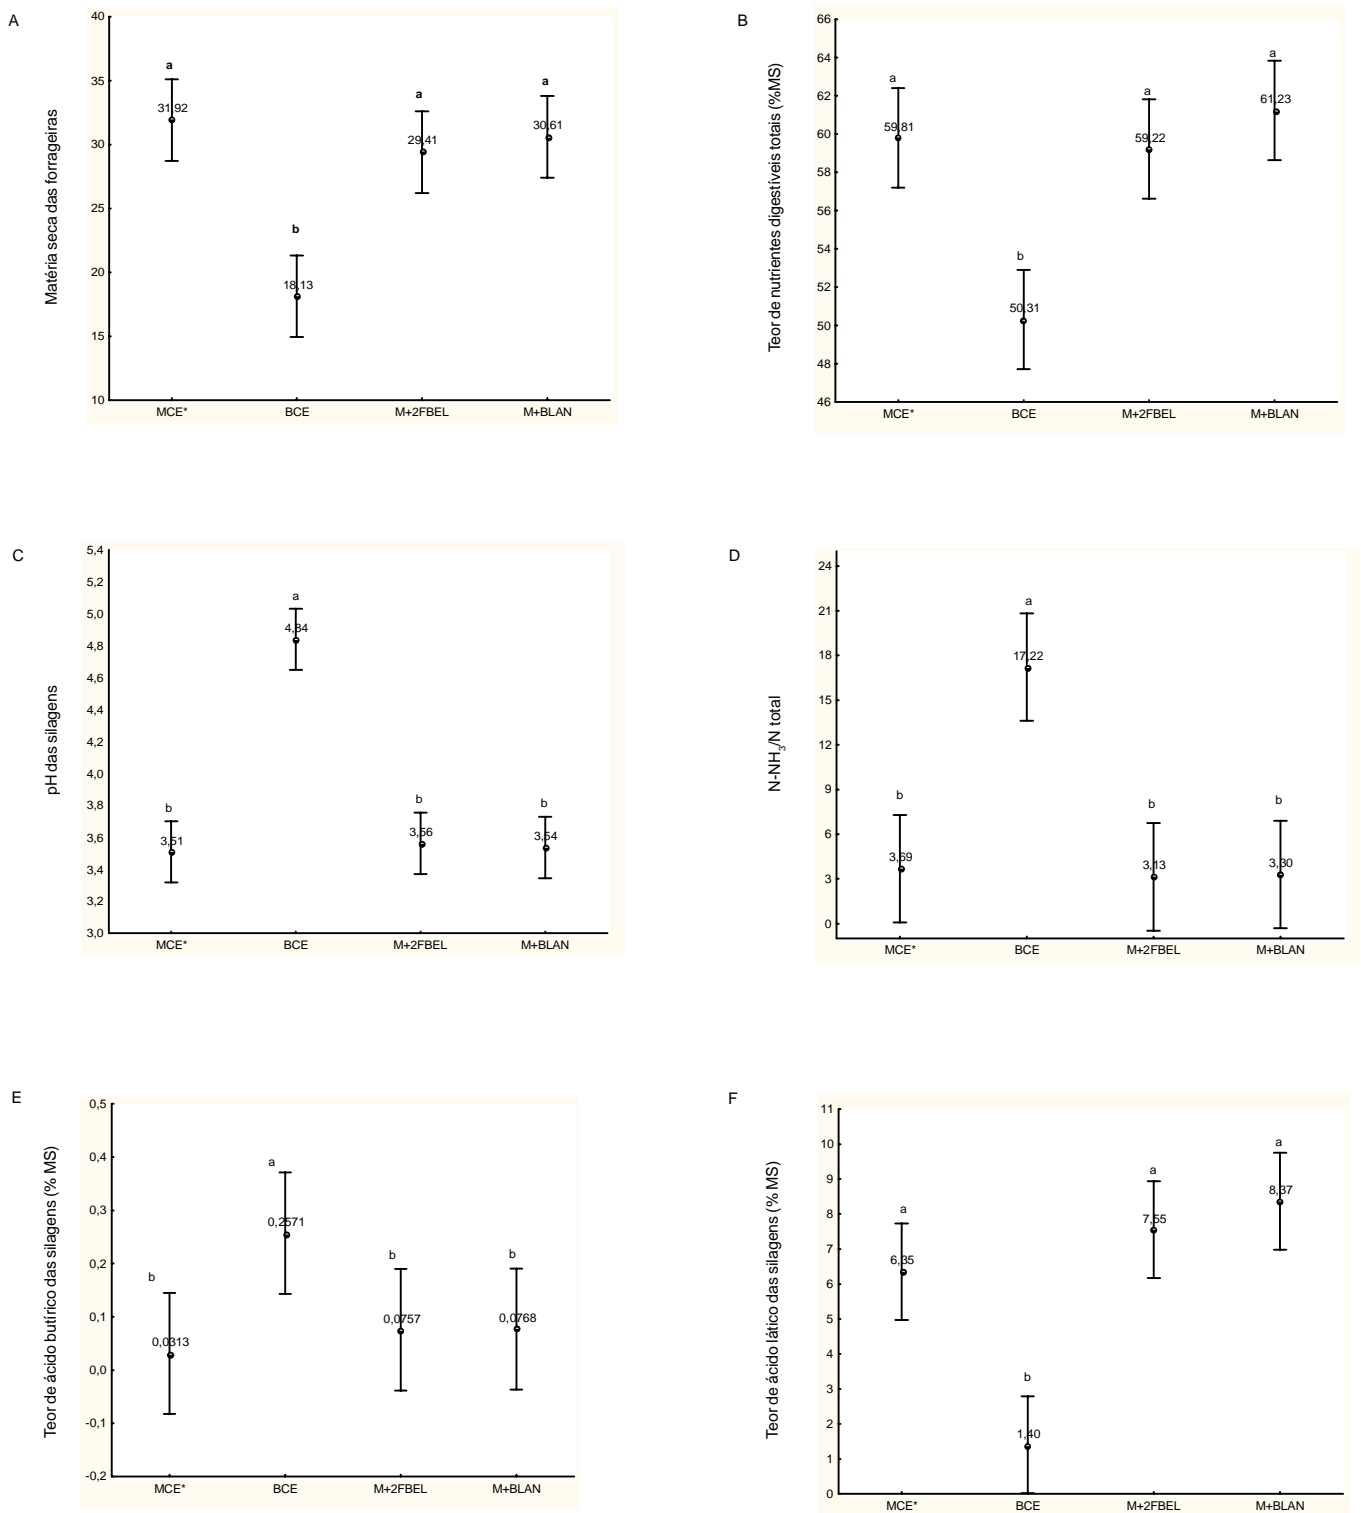 A
Matéria seca das forrageiras
40
35
30
25
20
15
10
a
31,92
b
18,13
a
29,41
a
30,61
MCE*
BCE
M+2FBEL
M+BLAN
B
Teor de nutrientes digestíveis totais (%MS)
66
64
62
60
58
56
54
52
50
48
46
a
59,81
b
50,31
a
59,22
a
61,23
MCE*
BCE
M+2FBEL
M+BLAN
C
pH das silagens
5,4
5,2
5,0
4,8
4,6
4,4
4,2
4,0
3,8
3,6
3,4
3,2
3,0
b
3,51
a
4,84
b
3,56
b
3,54
MCE*
BCE
M+2FBEL
M+BLAN
D
N-NH3/N total
24
21
18
15
12
9
6
3
0
b
3,69
a
17,22
b
3,13
b
3,30
MCE*
BCE
M+2FBEL
M+BLAN
E
Teor de ácido butírico das silagens (% MS)
0,5
0,4
0,3
0,2
0,1
0,0
-0,1
-0,2
b
0,0313
a
0,2571
b
0,0757
b
0,0768
MCE*
BCE
M+2FBEL
M+BLAN
F
Teor de ácido lático das silagens (% MS)
11
10
9
8
7
6
5
4
3
2
1
0
a
6,35
b
1,40
a
7,55
a
8,37
MCE*
BCE
M+2FBEL
M+BLAN